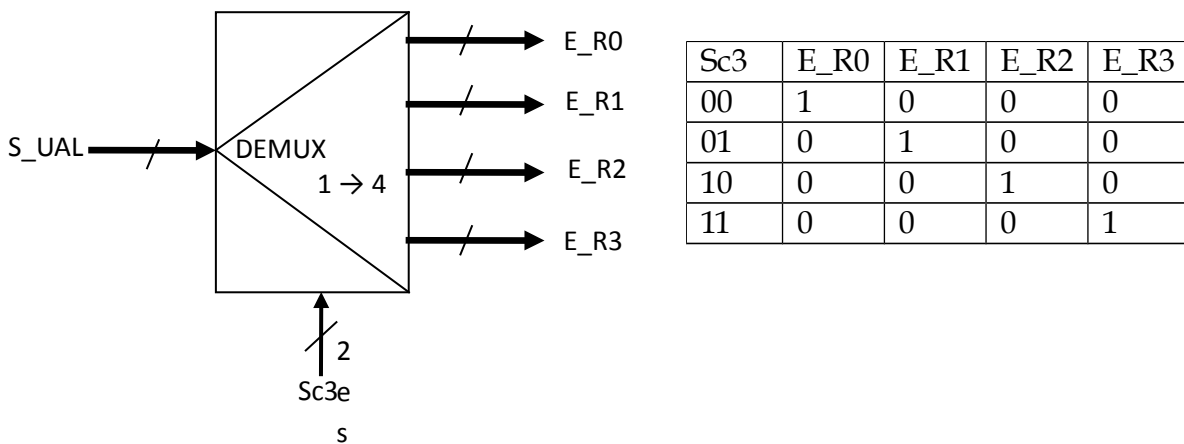 S_UAL
DEMUX
1 → 4
E_R0
E_R1
E_R2
E_R3
2
Sc3e
s
Sc3 E_R0 E_R1 E_R2 E_R3
00 1 0 0 0
01 0 1 0 0
10 0 0 1 0
11 0 0 0 1